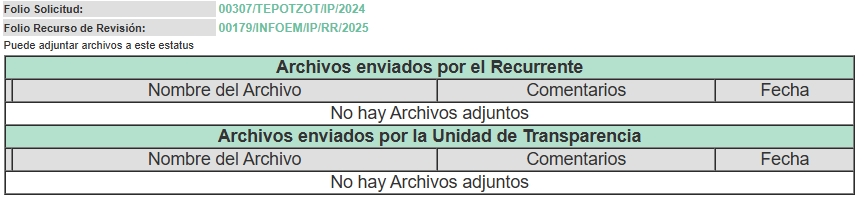 Folio Solicitud: 00307/TEPOTZOT/IP/2024
Folio Recurso de Revisión: 00179/INFOEM/IP/RR/2025
Puede adjuntar archivos a este estatus
Archivos enviados por el Recurrente
Nombre del Archivo Comentarios Fecha
No hay Archivos adjuntos
Archivos enviados por la Unidad de Transparencia
Nombre del Archivo Comentarios Fecha
No hay Archivos adjuntos